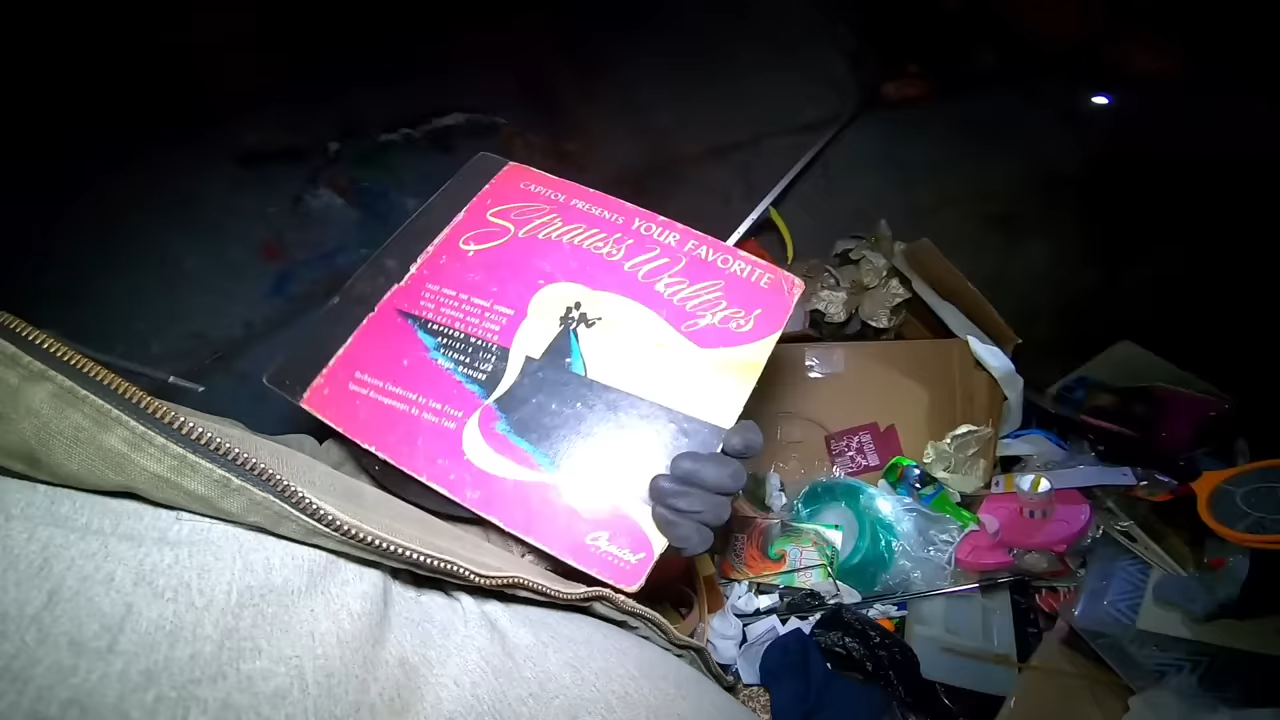 CAPITOL PRESENTS YOUR FAVORITE
Strauss Waltzes
TALES FROM THE VIENNA WOODS
SOUTHERN ROSES WALTZ
WINE WOMEN AND SONG
VOICES OF SPRING
EMPEROR WALTZ
ARTIST'S LIFE
VIENNA LIFE
BLUE DANUBE
Orchestra Conducted by Sam Freed
Special Arrangements by Julius Toldi
Capitol
RECORDS